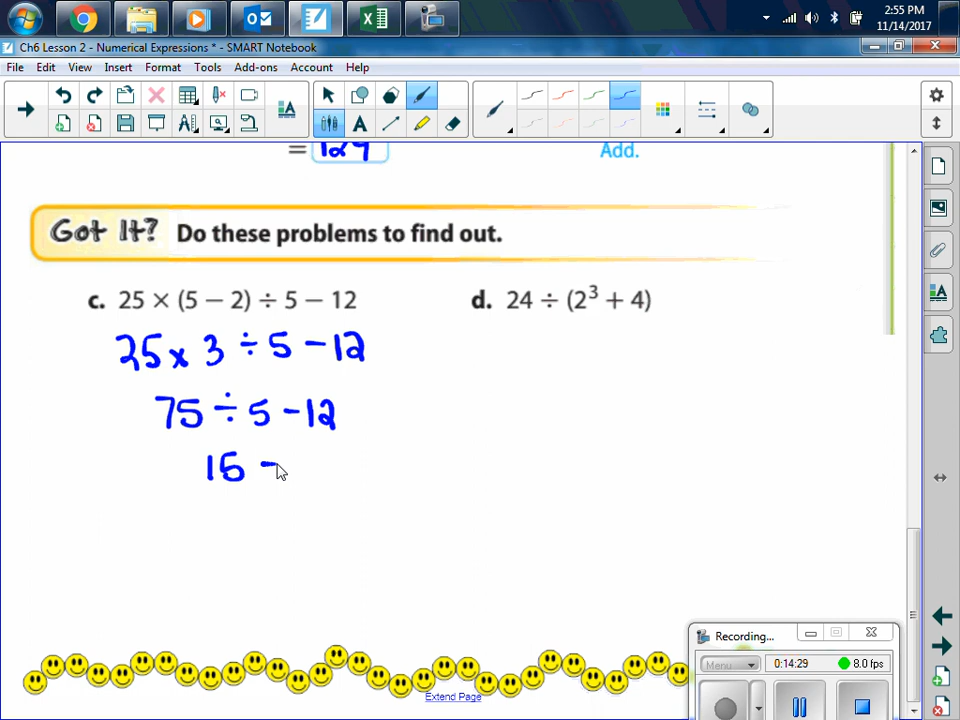 2:55 PM
11/14/2017
Ch6 Lesson 2 - Numerical Expressions * - SMART Notebook
File Edit View Insert Format Tools Add-ons Account Help
= 129 Add.
Got It? Do these problems to find out.
c. 25 × (5 − 2) ÷ 5 − 12 d. 24 ÷ (2³ + 4)
25 x 3 ÷ 5 − 12
75 ÷ 5 − 12
15 −
Recording...
Menu 0:14:29 8.0 fps
Extend Page